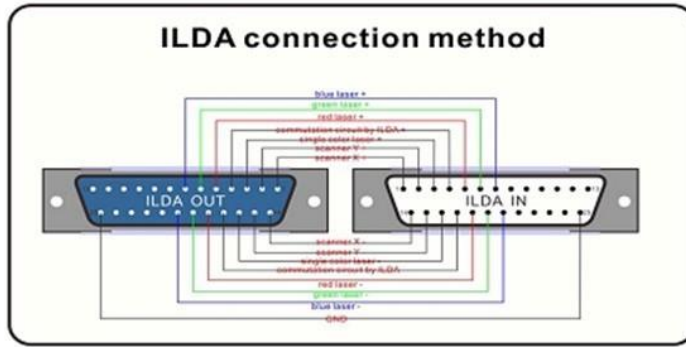 ILDA connection method
blue laser +
green laser +
red laser +
commutation circuit by ILDA +
single color laser +
scanner Y -
scanner X -
ILDA OUT
ILDA IN
scanner X -
scanner Y
single color laser -
commutation circuit by ILDA
red laser -
green laser -
blue laser -
GND